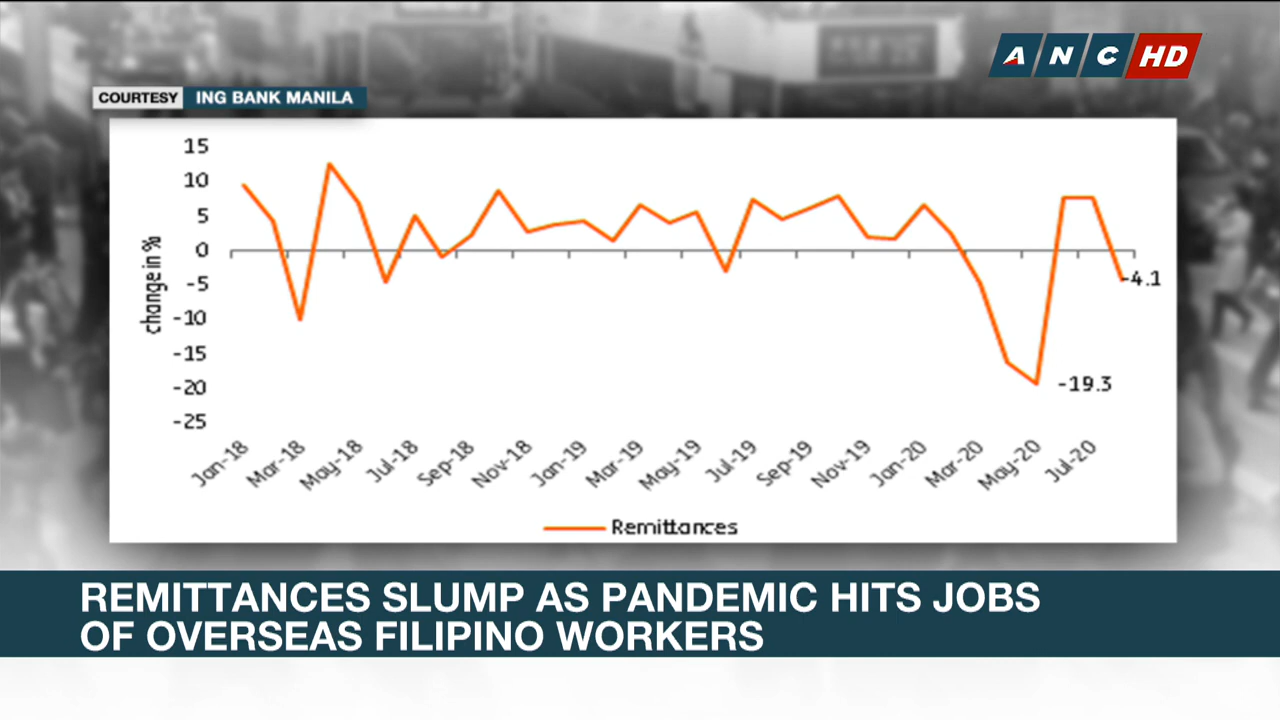 ANC HD
COURTESY ING BANK MANILA
15
10
5
0
-5
-10
-15
-20
-25
change in %
-4.1
-19.3
Jan-18 Mar-18 May-18 Jul-18 Sep-18 Nov-18 Jan-19 Mar-19 May-19 Jul-19 Sep-19 Nov-19 Jan-20 Mar-20 May-20 Jul-20
Remittances
REMITTANCES SLUMP AS PANDEMIC HITS JOBS
OF OVERSEAS FILIPINO WORKERS